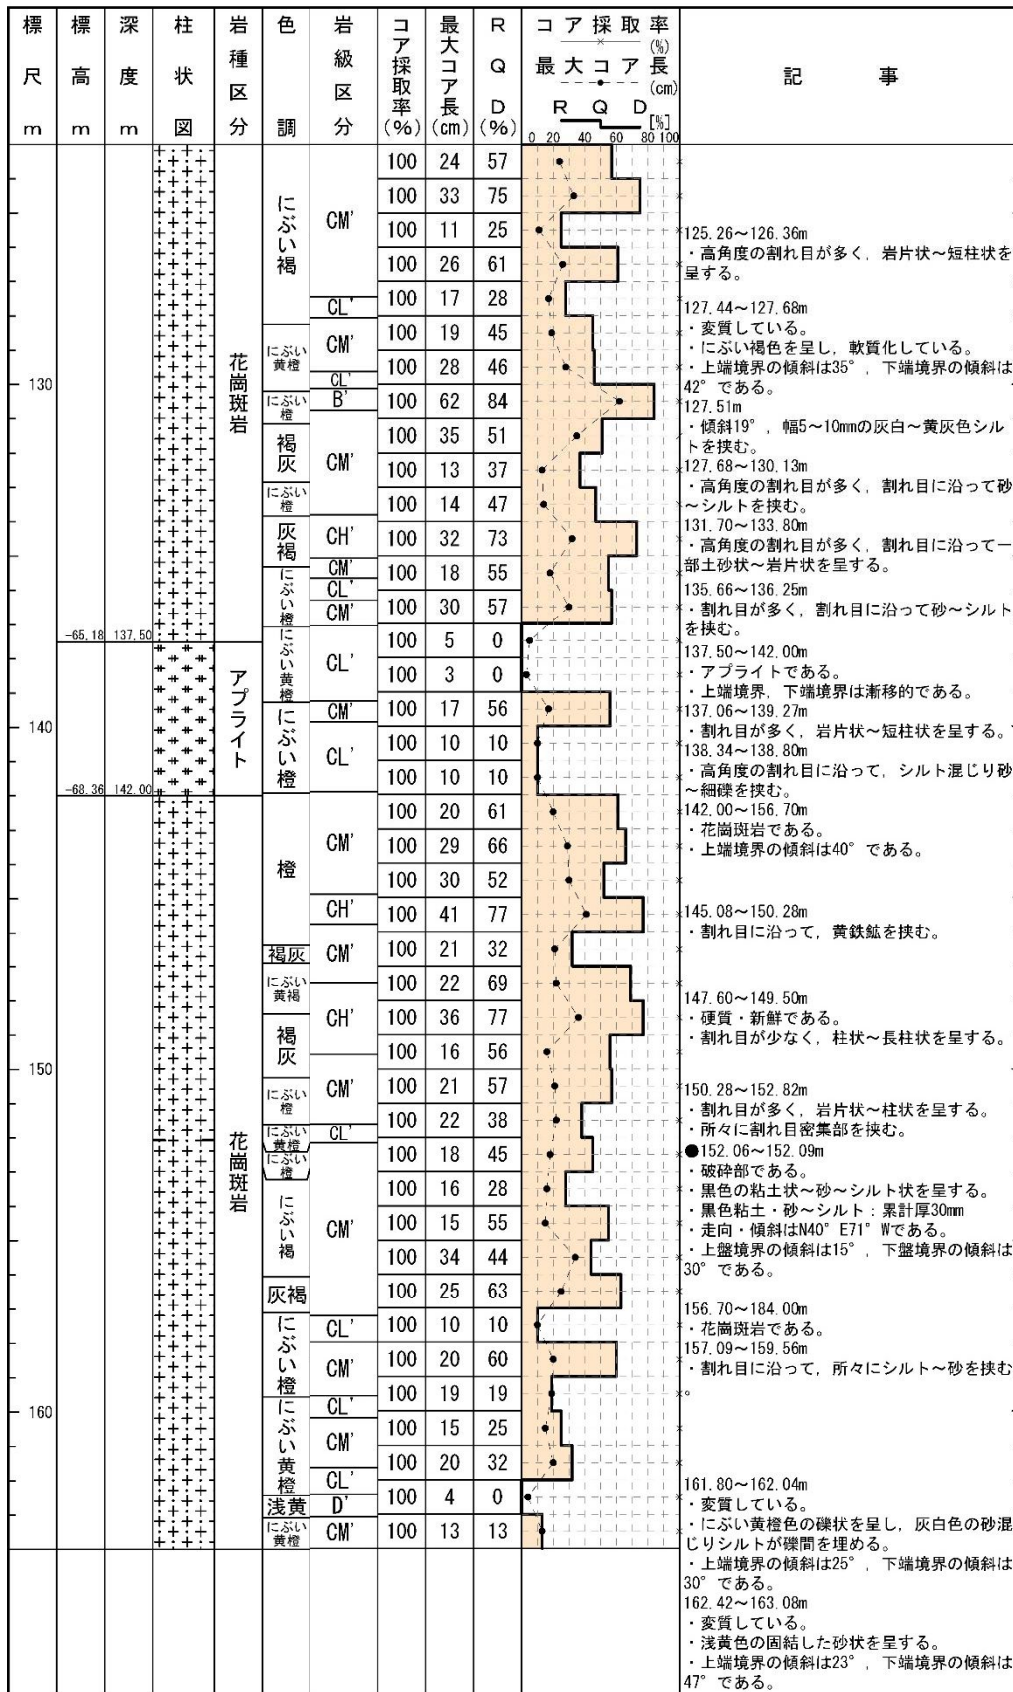 標尺m
標高m
深度m
柱状図
岩種区分
色調
岩級区分
コア採取率(%)
最大コア長(cm)
RQD(%)
コア採取率(%)
最大コア長(cm)
RQD[%]
0 20 40 60 80 100
記事
130
140
150
160
-65.18 137.50
-68.36 142.00
花崗斑岩
アプライト
花崗斑岩
にぶい褐
にぶい黄橙
にぶい橙
褐灰
にぶい橙
灰褐
にぶい橙
にぶい黄橙
にぶい橙
橙
褐灰
にぶい黄褐
褐灰
にぶい橙
にぶい黄橙
にぶい橙
にぶい褐
灰褐
にぶい橙
にぶい黄橙
浅黄
にぶい黄橙
CM'
CL'
CM'
CL'
B'
CM'
CH'
CM'
CL'
CM'
CL'
CM'
CL'
CM'
CH'
CM'
CH'
CM'
CL'
CM'
CL'
CM'
CL'
CM'
CL'
D'
CM'
100 24 57
100 33 75
100 11 25
100 26 61
100 17 28
100 19 45
100 28 46
100 62 84
100 35 51
100 13 37
100 14 47
100 32 73
100 18 55
100 30 57
100 5 0
100 3 0
100 17 56
100 10 10
100 10 10
100 20 61
100 29 66
100 30 52
100 41 77
100 21 32
100 22 69
100 36 77
100 16 56
100 21 57
100 22 38
100 18 45
100 16 28
100 15 55
100 34 44
100 25 63
100 10 10
100 20 60
100 19 19
100 15 25
100 20 32
100 4 0
100 13 13
125.26～126.36m
・高角度の割れ目が多く，岩片状～短柱状を
呈する。
127.44～127.68m
・変質している。
・にぶい褐色を呈し，軟質化している。
・上端境界の傾斜は35°，下端境界の傾斜は
42°である。
127.51m
・傾斜19°，幅5～10mmの灰白～黄灰色シル
トを挟む。
127.68～130.13m
・高角度の割れ目が多く，割れ目に沿って砂
～シルトを挟む。
131.70～133.80m
・高角度の割れ目が多く，割れ目に沿って一
部土砂状～岩片状を呈する。
135.66～136.25m
・割れ目が多く，割れ目に沿って砂～シルト
を挟む。
137.50～142.00m
・アプライトである。
・上端境界，下端境界は漸移的である。
137.06～139.27m
・割れ目が多く，岩片状～短柱状を呈する。
138.34～138.80m
・高角度の割れ目に沿って，シルト混じり砂
～細礫を挟む。
142.00～156.70m
・花崗斑岩である。
・上端境界の傾斜は40°である。
145.08～150.28m
・割れ目に沿って，黄鉄鉱を挟む。
147.60～149.50m
・硬質・新鮮である。
・割れ目が少なく，柱状～長柱状を呈する。
150.28～152.82m
・割れ目が多く，岩片状～柱状を呈する。
・所々に割れ目密集部を挟む。
●152.06～152.09m
・破砕部である。
・黒色の粘土状～砂～シルト状を呈する。
・黒色粘土・砂～シルト：累計厚30mm
・走向・傾斜はN40°E71°Wである。
・上盤境界の傾斜は15°，下盤境界の傾斜は
30°である。
156.70～184.00m
・花崗斑岩である。
157.09～159.56m
・割れ目に沿って，所々にシルト～砂を挟む
。
161.80～162.04m
・変質している。
・にぶい黄橙色の礫状を呈し，灰白色の砂混
じりシルトが礫間を埋める。
・上端境界の傾斜は25°，下端境界の傾斜は
30°である。
162.42～163.08m
・変質している。
・浅黄色の固結した砂状を呈する。
・上端境界の傾斜は23°，下端境界の傾斜は
47°である。